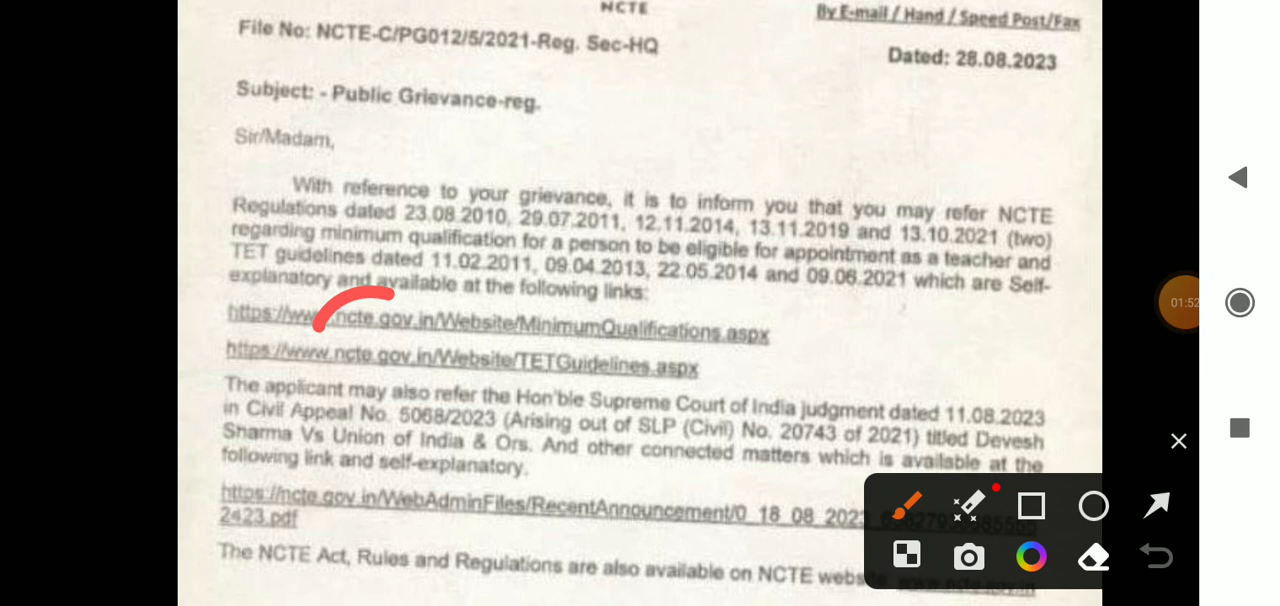 NCTE
By E-mail / Hand / Speed Post/Fax
File No: NCTE-C/PG012/5/2021-Reg. Sec-HQ
Dated: 28.08.2023
Subject: - Public Grievance-reg.
Sir/Madam,
With reference to your grievance, it is to inform you that you may refer NCTE
Regulations dated 23.08.2010, 29.07.2011, 12.11.2014, 13.11.2019 and 13.10.2021 (two)
regarding minimum qualification for a person to be eligible for appointment as a teacher and
TET guidelines dated 11.02.2011, 09.04.2013, 22.05.2014 and 09.06.2021 which are Self-
explanatory and available at the following links:
https://www.ncte.gov.in/Website/MinimumQualifications.aspx
https://www.ncte.gov.in/Website/TETGuidelines.aspx
The applicant may also refer the Hon'ble Supreme Court of India judgment dated 11.08.2023
in Civil Appeal No. 5068/2023 (Arising out of SLP (Civil) No. 20743 of 2021) titled Devesh
Sharma Vs Union of India & Ors. And other connected matters which is available at the
following link and self-explanatory.
https://ncte.gov.in/WebAdminFiles/RecentAnnouncement/0_18_08_2023
2423.pdf
The NCTE Act, Rules and Regulations are also available on NCTE www.ncte.gov.in
01:52